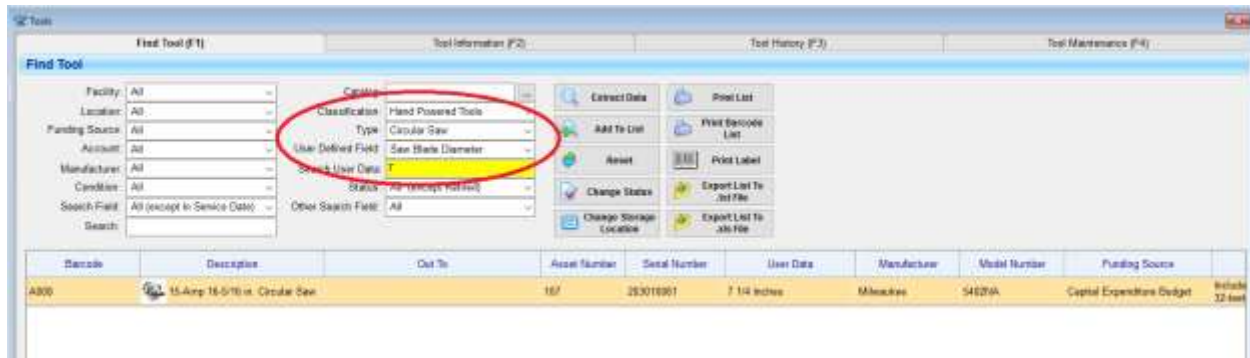 Tools
Find Tool (F1) Tool Information (F2) Tool History (F3) Tool Maintenance (F4)
Find Tool
Facility: All
Location: All
Funding Source: All
Account: All
Manufacturer: All
Condition: All
Search Field: All (except In Service Date)
Search:
Catalog:
Classification: Hand Powered Tools
Type: Circular Saw
User Defined Field: Saw Blade Diameter
Search User Data: 7
Status: All (except Retired)
Other Search Field: All
Extract Data
Add To List
Reset
Change Status
Change Storage
Location
Print List
Print Barcode
List
Print Label
Export List To
.txt File
Export List To
.xls File
Barcode Description Out To Asset Number Serial Number User Data Manufacturer Model Number Funding Source
A800 15-Amp 16-5/16 in. Circular Saw 167 7 1/4 inches Milwaukee Capital Expenditure Budget